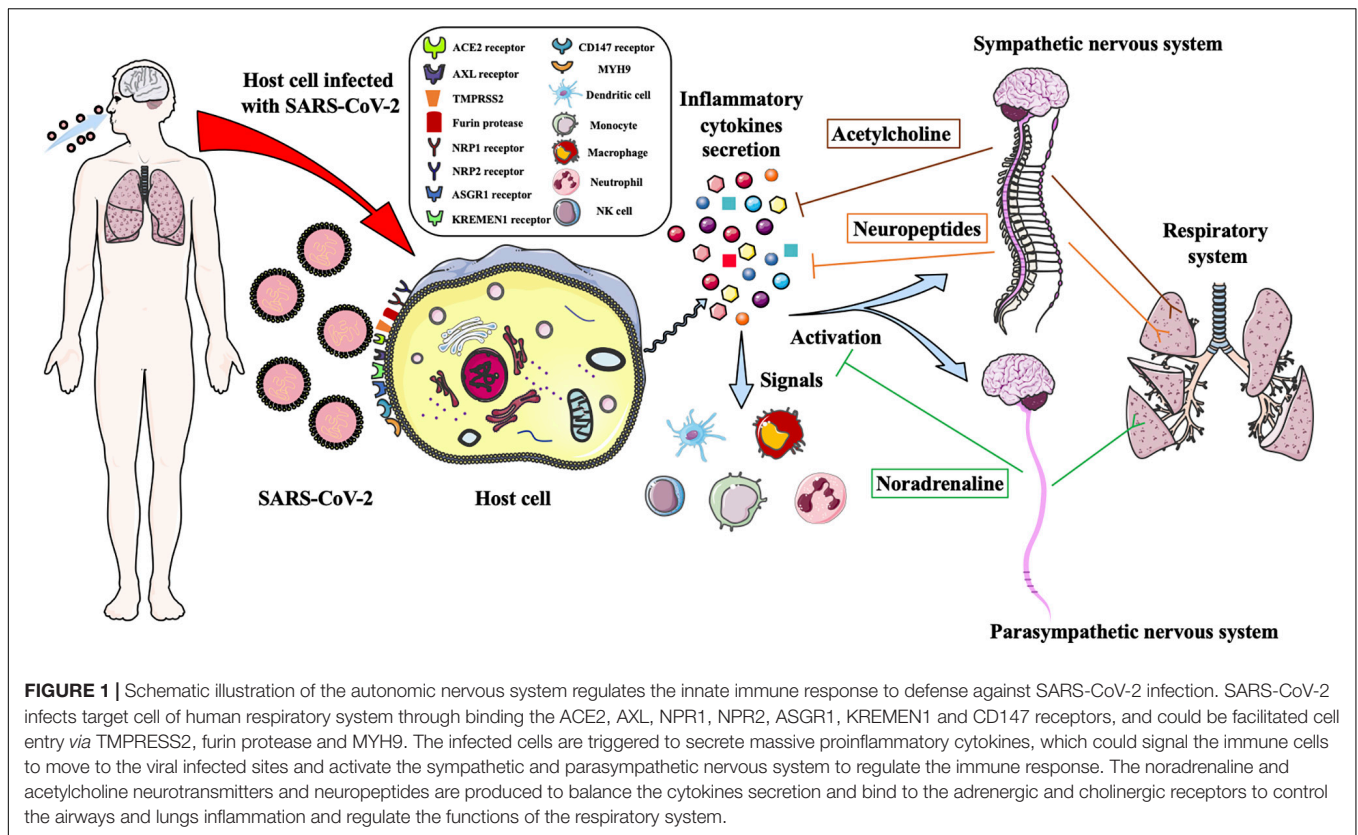 Host cell infected
with SARS-CoV-2
ACE2 receptor
AXL receptor
TMPRSS2
Furin protease
NRP1 receptor
NRP2 receptor
ASGR1 receptor
KREMEN1 receptor
CD147 receptor
MYH9
Dendritic cell
Monocyte
Macrophage
Neutrophil
NK cell
Inflammatory
cytokines
secretion
Sympathetic nervous system
Acetylcholine
Neuropeptides
Respiratory
system
Activation
Signals
Noradrenaline
SARS-CoV-2
Host cell
Parasympathetic nervous system
FIGURE 1 | Schematic illustration of the autonomic nervous system regulates the innate immune response to defense against SARS-CoV-2 infection. SARS-CoV-2
infects target cell of human respiratory system through binding the ACE2, AXL, NPR1, NPR2, ASGR1, KREMEN1 and CD147 receptors, and could be facilitated cell
entry via TMPRESS2, furin protease and MYH9. The infected cells are triggered to secrete massive proinflammatory cytokines, which could signal the immune cells
to move to the viral infected sites and activate the sympathetic and parasympathetic nervous system to regulate the immune response. The noradrenaline and
acetylcholine neurotransmitters and neuropeptides are produced to balance the cytokines secretion and bind to the adrenergic and cholinergic receptors to control
the airways and lungs inflammation and regulate the functions of the respiratory system.